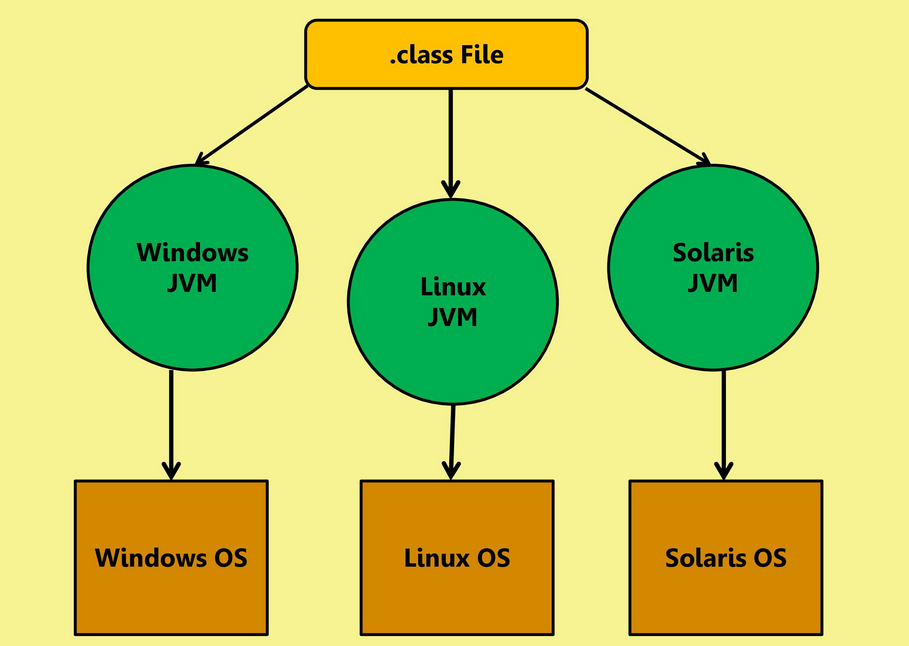 .class File
Windows
JVM
Linux
JVM
Solaris
JVM
Windows OS
Linux OS
Solaris OS